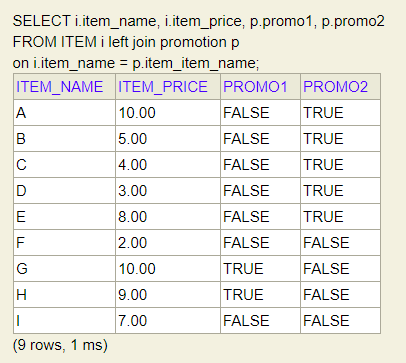 SELECT i.item_name, i.item_price, p.promo1, p.promo2
FROM ITEM i left join promotion p
on i.item_name = p.item_item_name;
ITEM_NAME ITEM_PRICE PROMO1 PROMO2
A 10.00 FALSE TRUE
B 5.00 FALSE TRUE
C 4.00 FALSE TRUE
D 3.00 FALSE TRUE
E 8.00 FALSE TRUE
F 2.00 FALSE FALSE
G 10.00 TRUE FALSE
H 9.00 TRUE FALSE
I 7.00 FALSE FALSE
(9 rows, 1 ms)